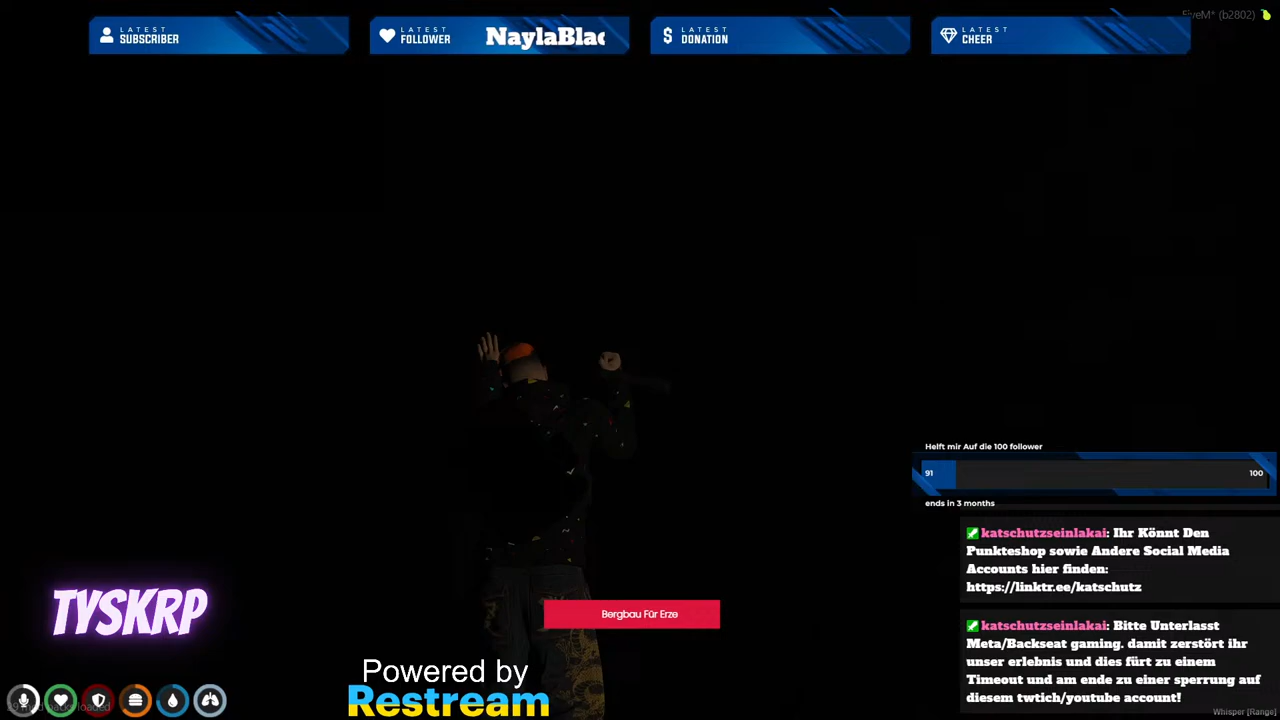 FiveM* (b2802)
LATEST
SUBSCRIBER
LATEST
FOLLOWER
NaylaBlac
LATEST
DONATION
LATEST
CHEER
Helft mir Auf die 100 follower
91
100
ends in 3 months
katschutzseinlakai: Ihr Könnt Den
Punkteshop sowie Andere Social Media
Accounts hier finden:
https://linktr.ee/katschutz
katschutzseinlakai: Bitte Unterlasst
Meta/Backseat gaming. damit zerstört ihr
unser erlebnis und dies fürt zu einem
Timeout und am ende zu einer sperrung auf
diesem twtich/youtube account!
TYSKRP
Bergbau Für Erze
Powered by
Restream
Whisper [Range]